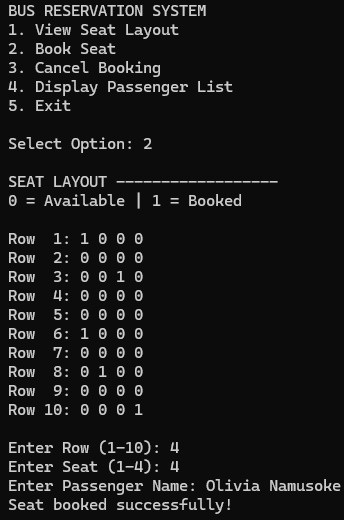 BUS RESERVATION SYSTEM
1. View Seat Layout
2. Book Seat
3. Cancel Booking
4. Display Passenger List
5. Exit
Select Option: 2
SEAT LAYOUT ------------------
0 = Available | 1 = Booked
Row  1: 1 0 0 0
Row  2: 0 0 0 0
Row  3: 0 0 1 0
Row  4: 0 0 0 0
Row  5: 0 0 0 0
Row  6: 1 0 0 0
Row  7: 0 0 0 0
Row  8: 0 1 0 0
Row  9: 0 0 0 0
Row 10: 0 0 0 1
Enter Row (1-10): 4
Enter Seat (1-4): 4
Enter Passenger Name: Olivia Namusoke
Seat booked successfully!